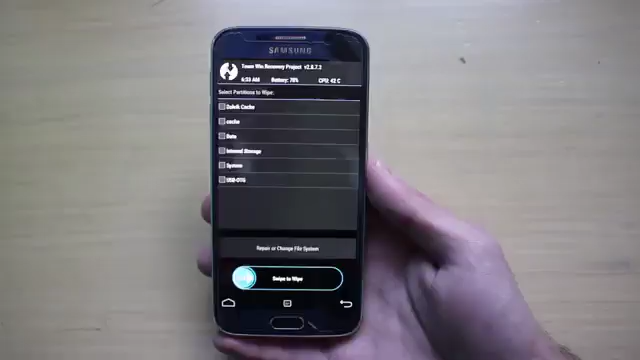 SAMSUNG
Team Win Recovery Project v2.8.7.2
6:53 AM Battery: 78% CPU: 42 C
Select Partitions to Wipe:
Dalvik Cache
cache
Data
Internal Storage
System
USB-OTG
Repair or Change File System
Swipe to Wipe